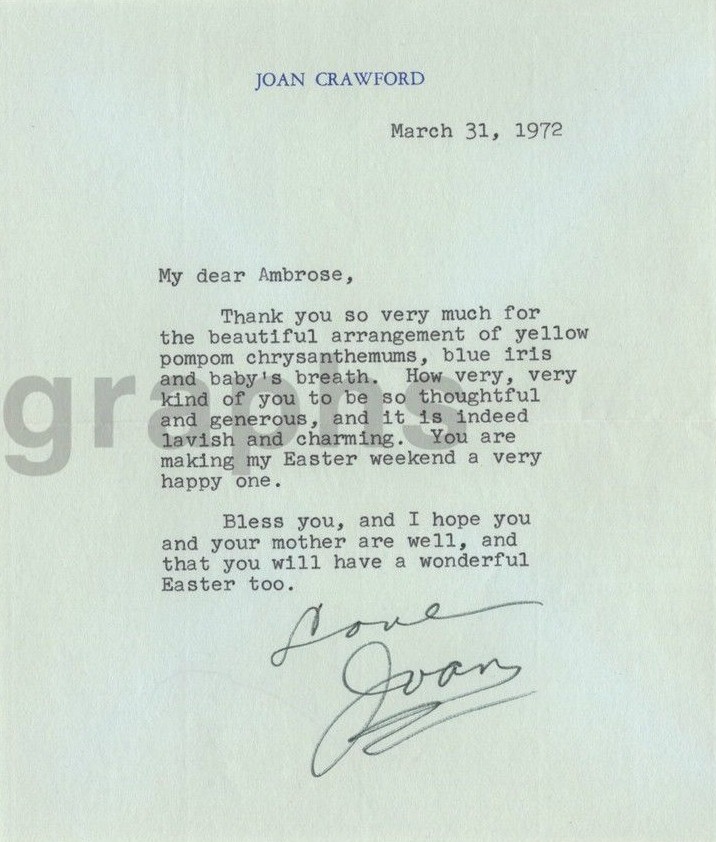 JOAN CRAWFORD
March 31, 1972
My dear Ambrose,
Thank you so very much for
the beautiful arrangement of yellow
pompom chrysanthemums, blue iris
and baby's breath. How very, very
kind of you to be so thoughtful
and generous, and it is indeed
lavish and charming. You are
making my Easter weekend a very
happy one.
Bless you, and I hope you
and your mother are well, and
that you will have a wonderful
Easter too.
Love
Joan
graphs